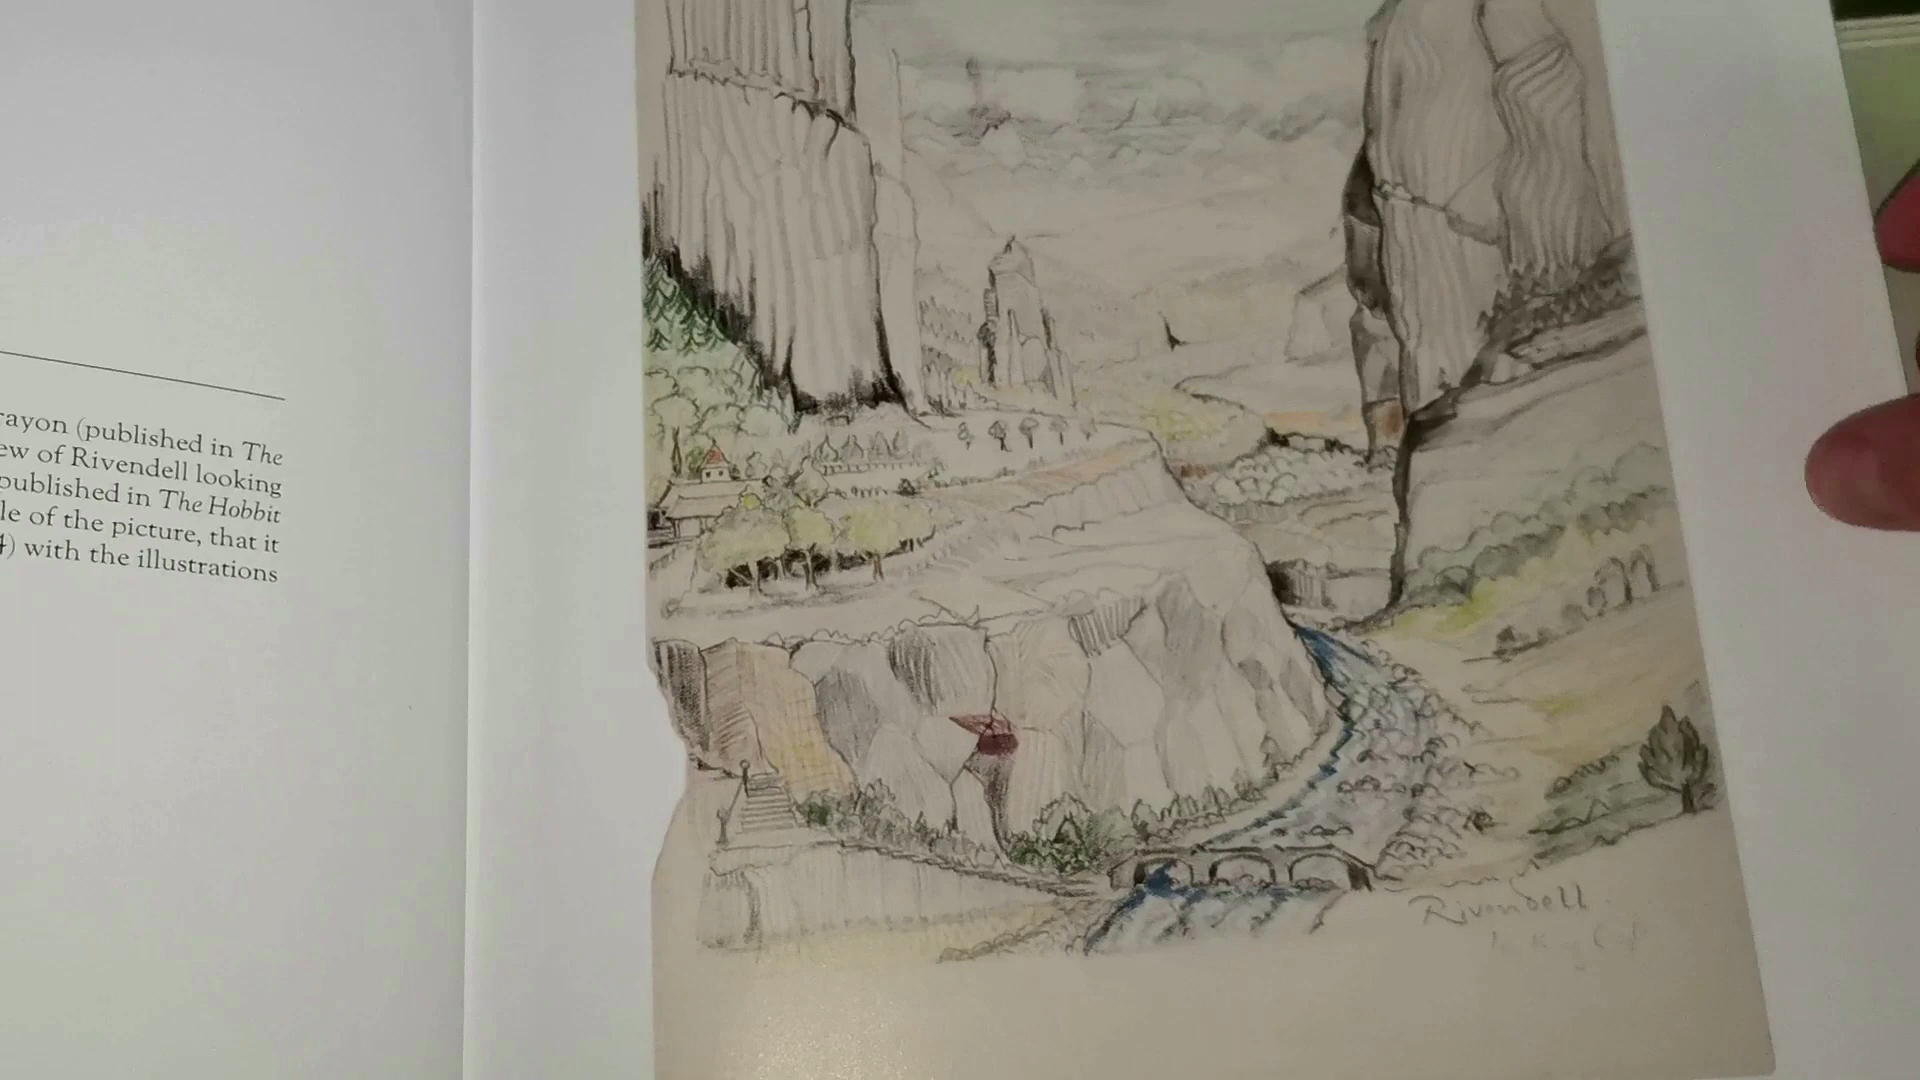 rayon (published in The
ew of Rivendell looking
published in The Hobbit
le of the picture, that it
4) with the illustrations
Rivendell